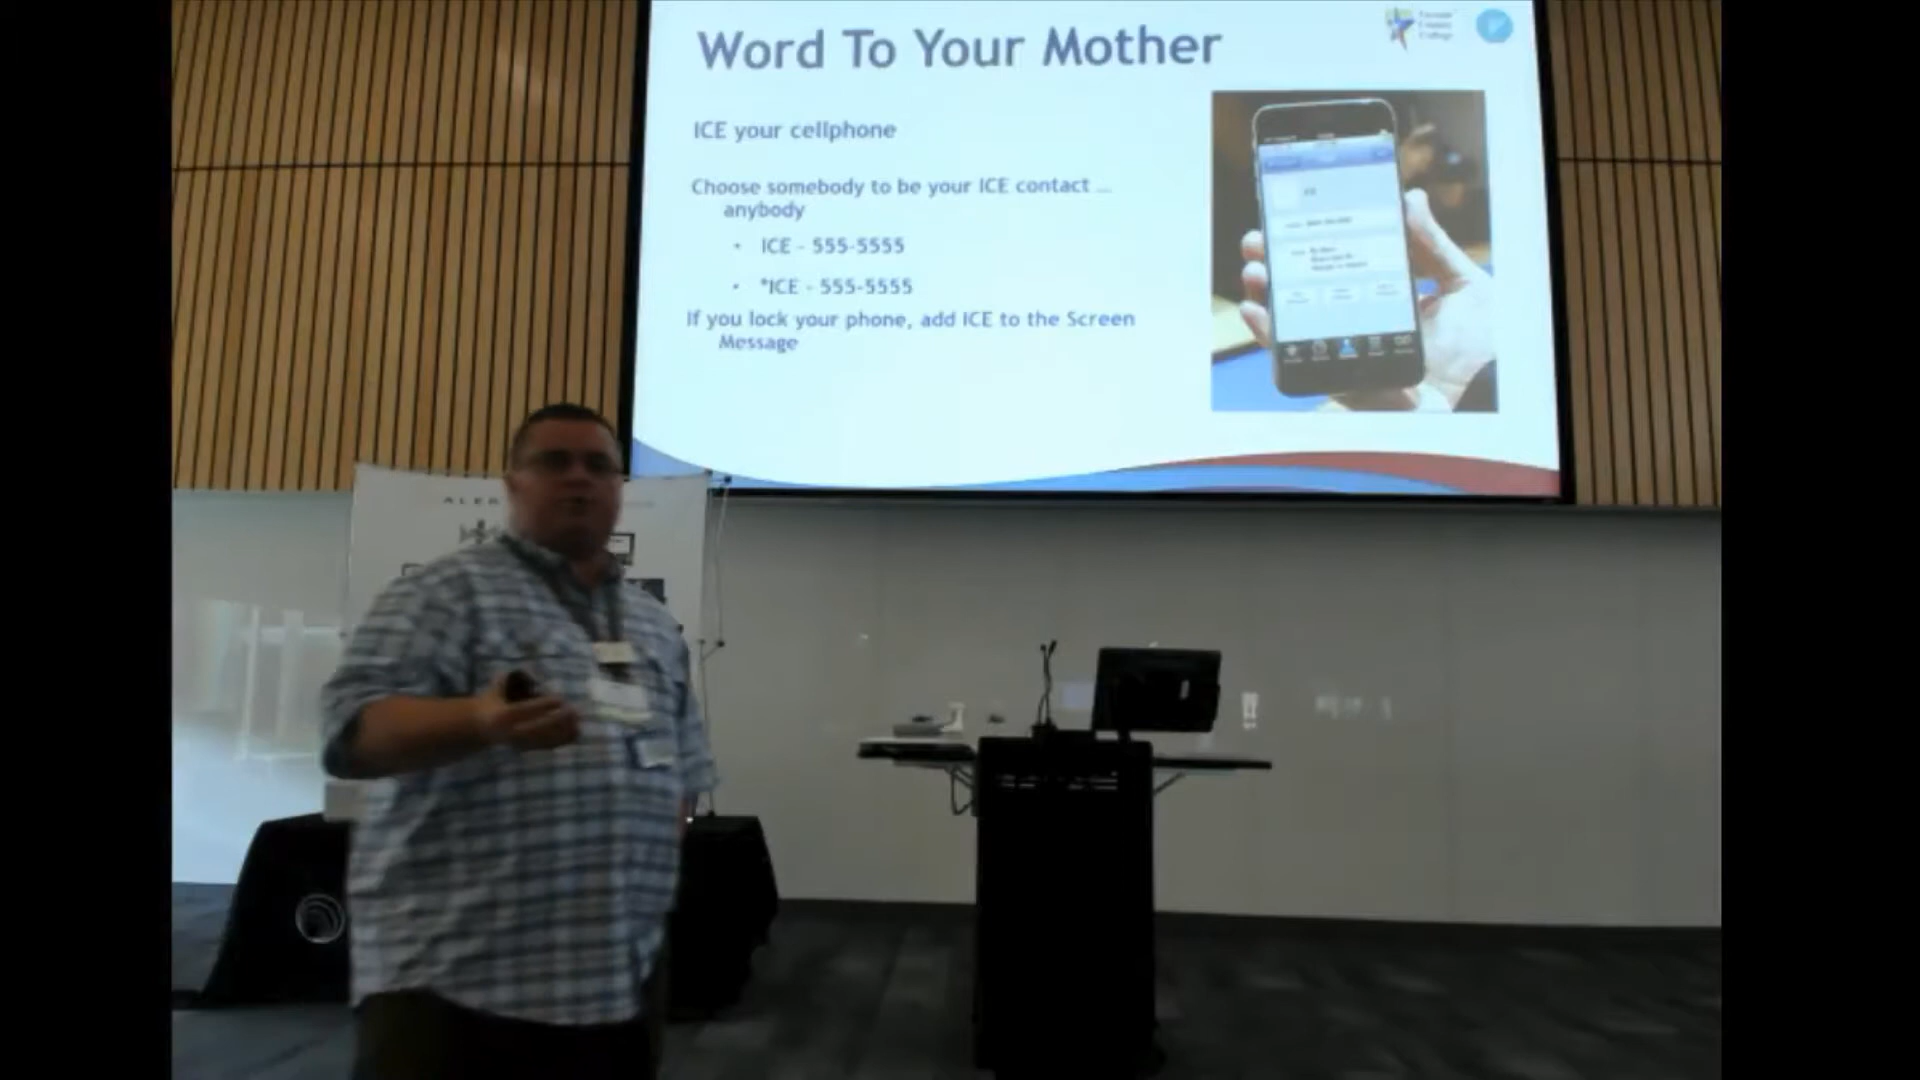 Word To Your Mother
ICE your cellphone
Choose somebody to be your ICE contact ...
anybody
• ICE - 555-5555
• *ICE - 555-5555
If you lock your phone, add ICE to the Screen
Message